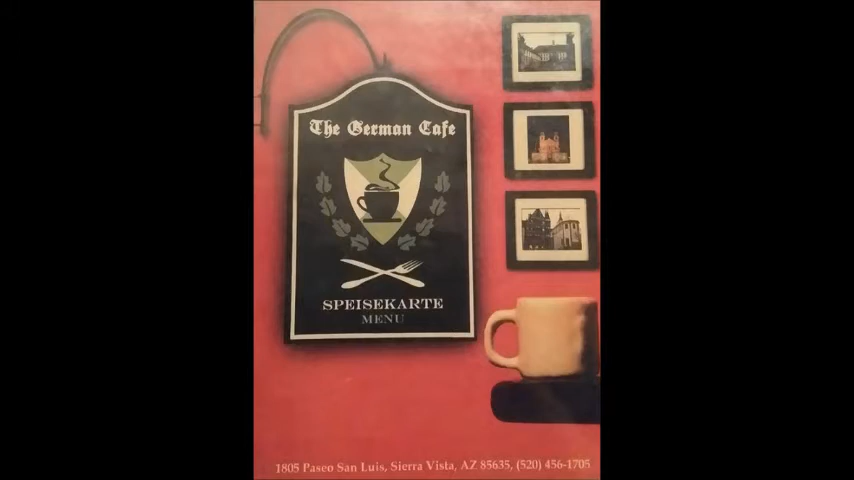 The German Cafe
SPEISEKARTE
MENU
1805 Paseo San Luis, Sierra Vista, AZ 85635, (520) 456-1705